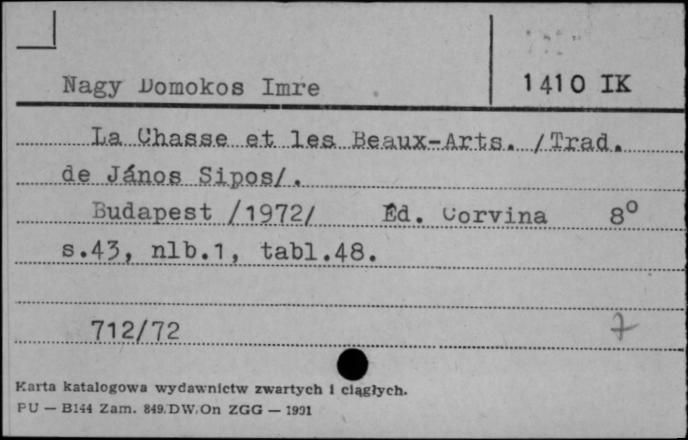 Nagy Domokos Imre
1410 IK
La Chasse et les Beaux-Arts. /Trad.
de János Sipos/.
Budapest /1972/ Éd. Corvina 8°
s.43, nlb.1, tabl.48.
712/72 7
Karta katalogowa wydawnictw zwartych i ciągłych.
PU — B144 Zam. 849/DW/On ZGG — 1991